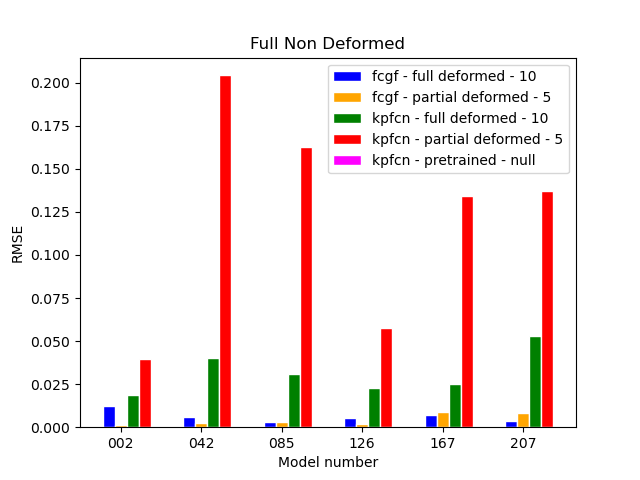 Full Non Deformed
fcgf - full deformed - 10
fcgf - partial deformed - 5
kpfcn - full deformed - 10
kpfcn - partial deformed - 5
kpfcn - pretrained - null
RMSE
0.200
0.175
0.150
0.125
0.100
0.075
0.050
0.025
0.000
002 042 085 126 167 207
Model number